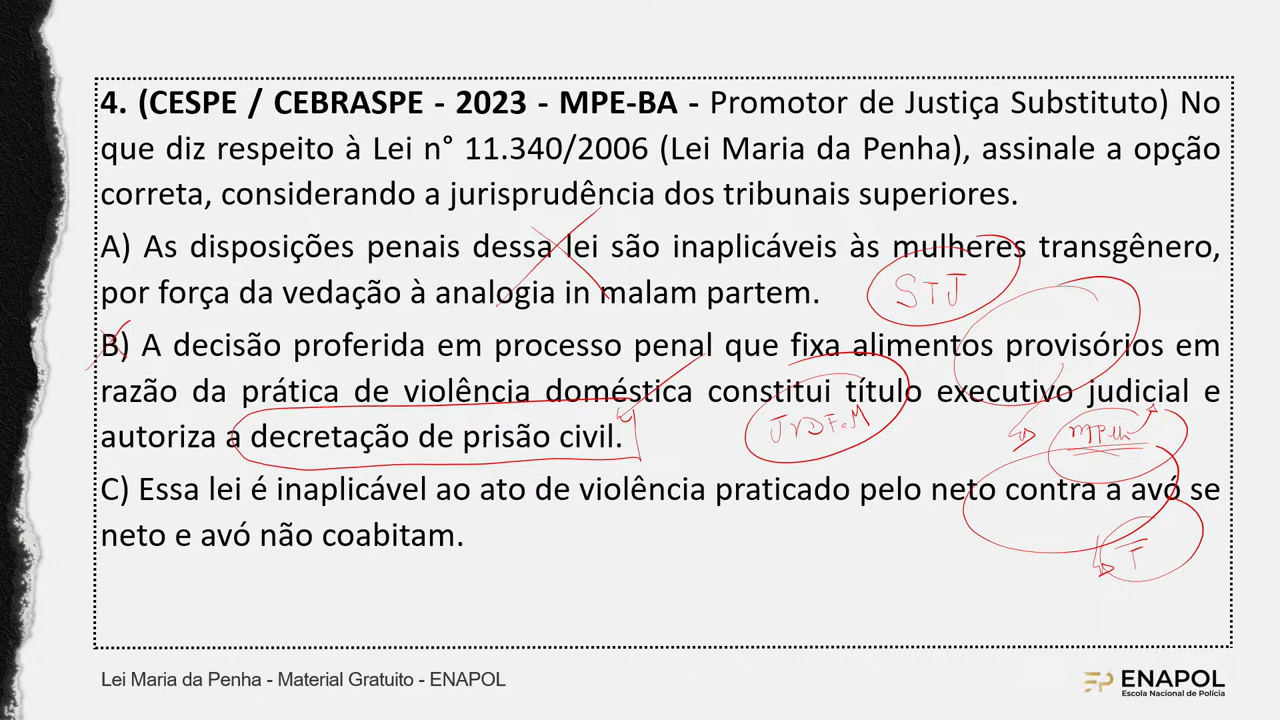 4. (CESPE / CEBRASPE - 2023 - MPE-BA - Promotor de Justiça Substituto) No
que diz respeito à Lei n° 11.340/2006 (Lei Maria da Penha), assinale a opção
correta, considerando a jurisprudência dos tribunais superiores.
A) As disposições penais dessa lei são inaplicáveis às mulheres transgênero,
por força da vedação à analogia in malam partem.
STJ
B) A decisão proferida em processo penal que fixa alimentos provisórios em
razão da prática de violência doméstica constitui título executivo judicial e
autoriza a decretação de prisão civil.
C) Essa lei é inaplicável ao ato de violência praticado pelo neto contra a avó se
neto e avó não coabitam.
Lei Maria da Penha - Material Gratuito - ENAPOL
ENAPOL
Escola Nacional de Polícia